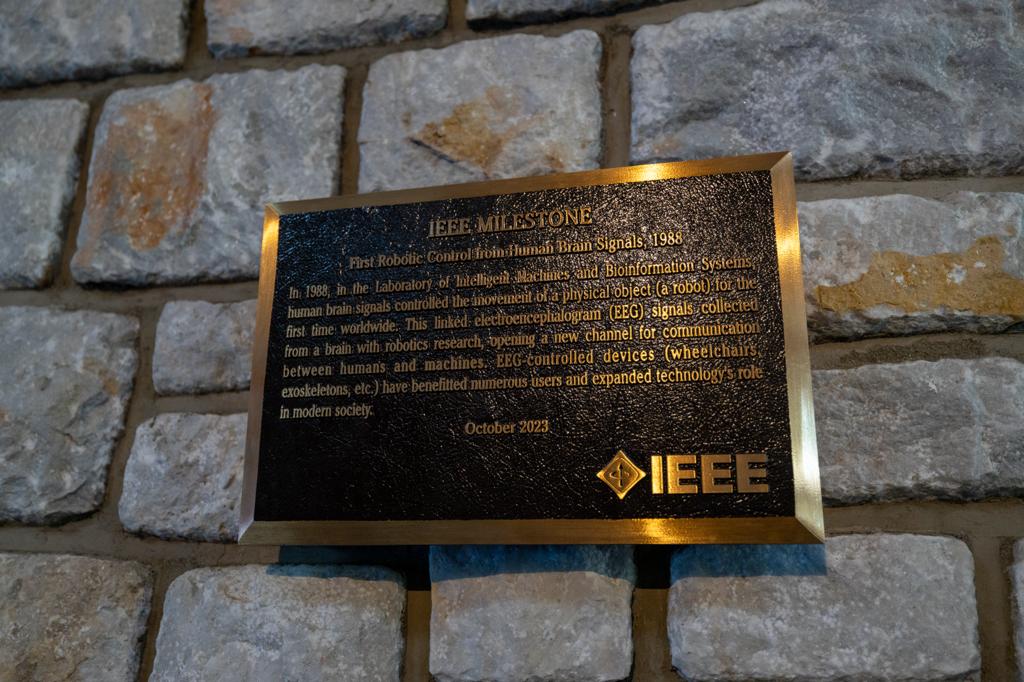 IEEE MILESTONE
First Robotic Control from Human Brain Signals, 1988
In 1988, in the Laboratory of Intelligent Machines and Bioinformation Systems,
human brain signals controlled the movement of a physical object (a robot) for the
first time worldwide. This linked electroencephalogram (EEG) signals collected
from a brain with robotics research, opening a new channel for communication
between humans and machines. EEG-controlled devices (wheelchairs,
exoskeletons, etc.) have benefitted numerous users and expanded technology's role
in modern society.
October 2023
IEEE